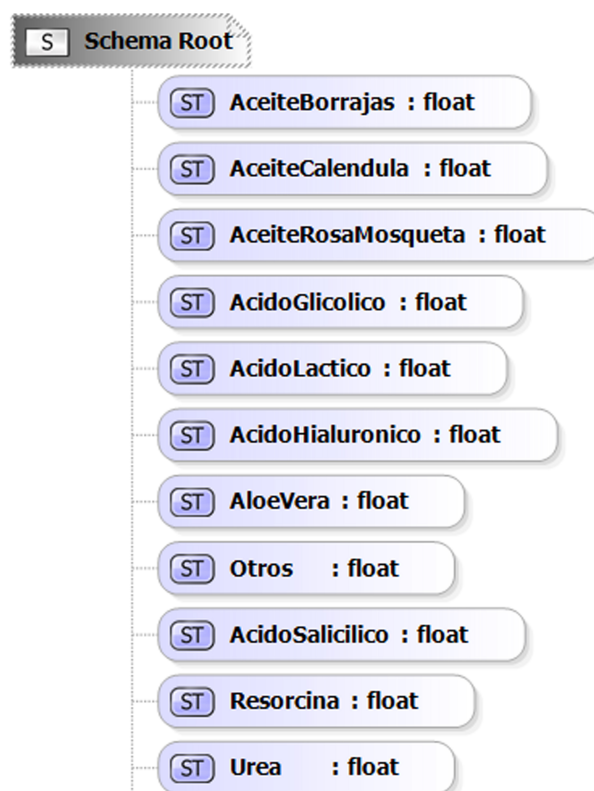 S Schema Root
ST AceiteBorrajas : float
ST AceiteCalendula : float
ST AceiteRosaMosqueta : float
ST AcidoGlicolico : float
ST AcidoLactico : float
ST AcidoHialuronico : float
ST AloeVera : float
ST Otros : float
ST AcidoSalicilico : float
ST Resorcina : float
ST Urea : float